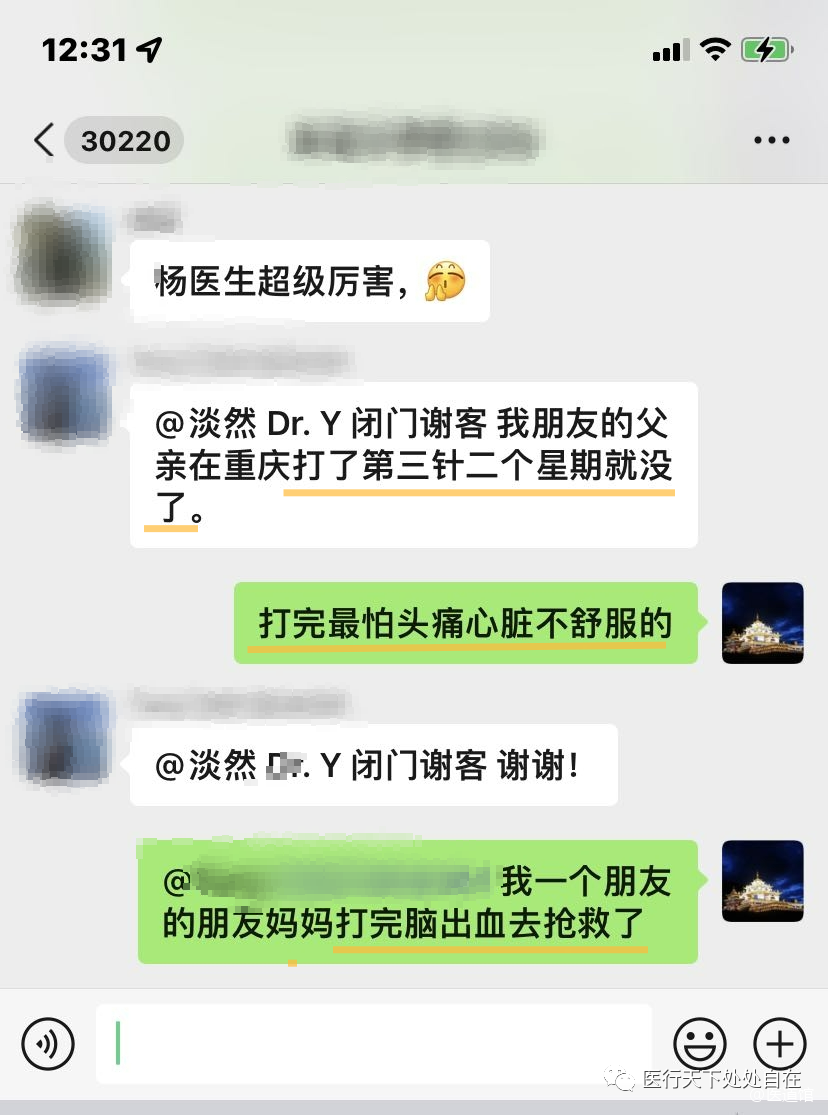 12:31
30220
杨医生超级厉害，
@淡然 Dr. Y 闭门谢客 我朋友的父
亲在重庆打了第三针二个星期就没
了。
打完最怕头痛心脏不舒服的
@淡然 Dr. Y 闭门谢客 谢谢！
@ 我一个朋友
的朋友妈妈打完脑出血去抢救了
医行天下处处自在